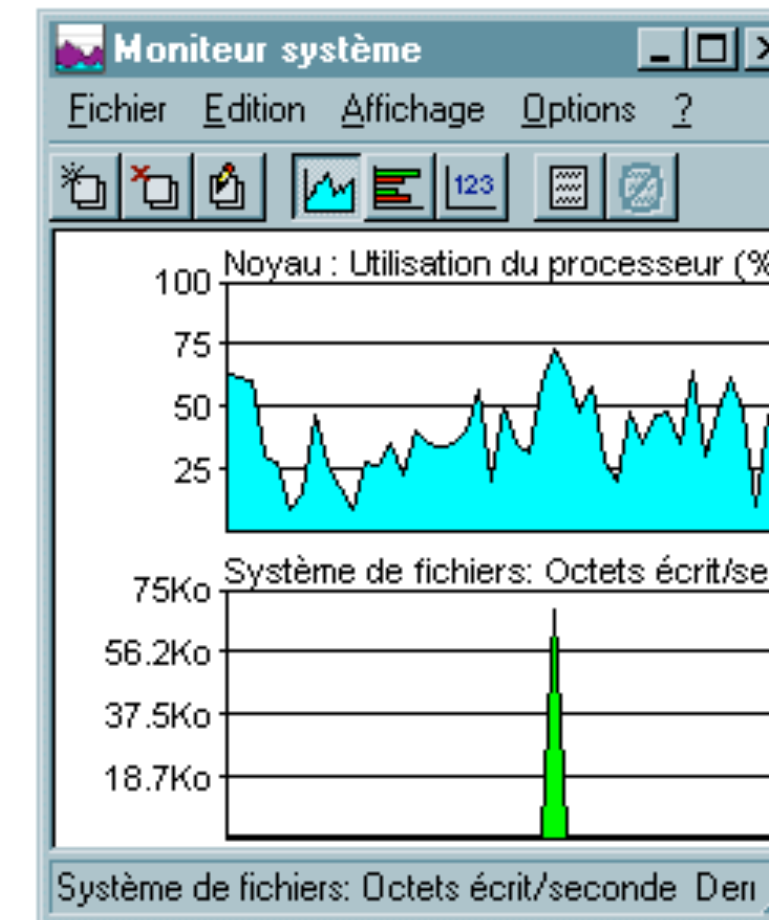 Moniteur système
Fichier Edition Affichage Options ?
123
Noyau : Utilisation du processeur (%
100
75
50
25
Système de fichiers: Octets écrit/se
75Ko
56.2Ko
37.5Ko
18.7Ko
Système de fichiers: Octets écrit/seconde